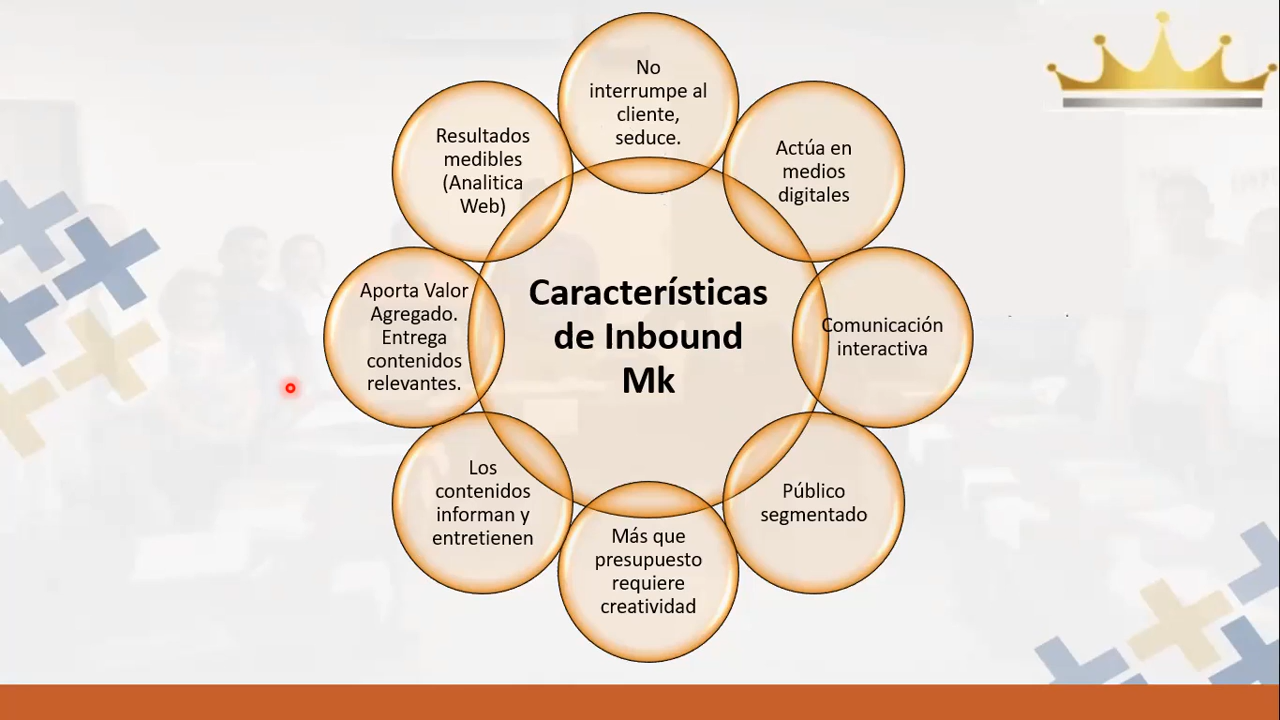 No
interrumpe al
cliente,
seduce.
Actúa en
medios
digitales
Comunicación
interactiva
Público
segmentado
Más que
presupuesto
requiere
creatividad
Los
contenidos
informan y
entretienen
Aporta Valor
Agregado.
Entrega
contenidos
relevantes.
Resultados
medibles
(Analitica
Web)
Características
de Inbound
Mk